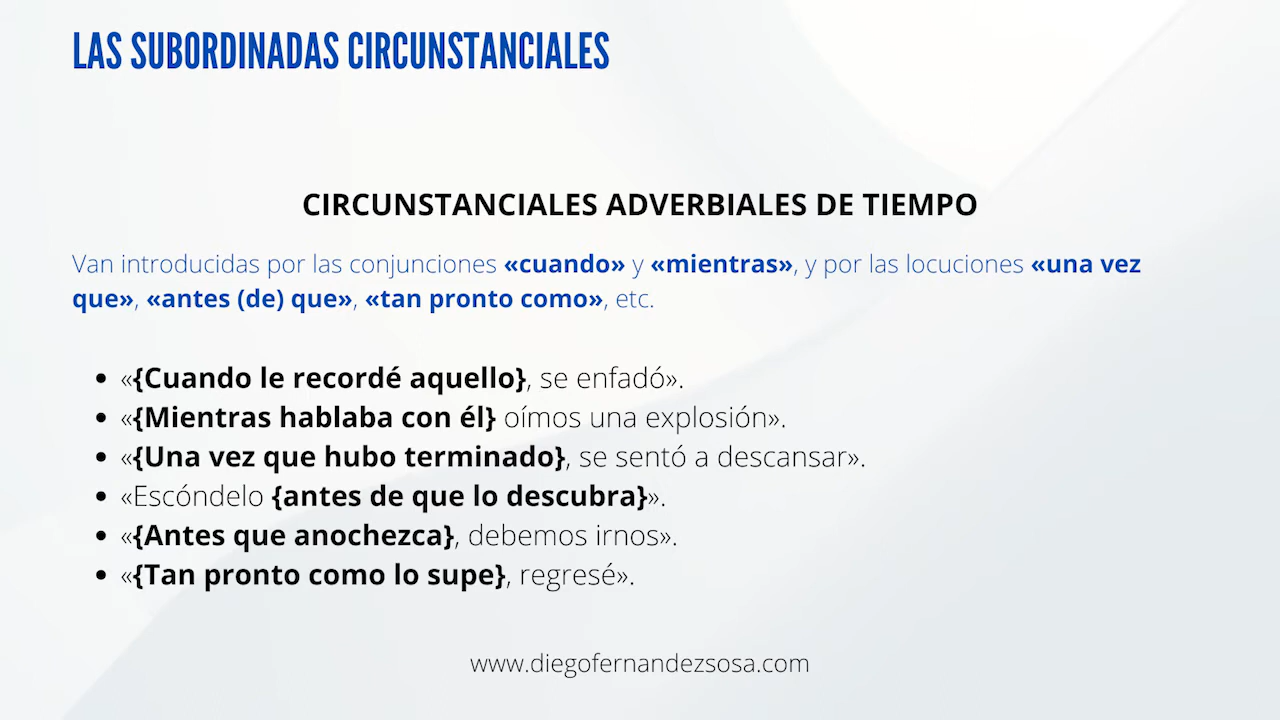 LAS SUBORDINADAS CIRCUNSTANCIALES
CIRCUNSTANCIALES ADVERBIALES DE TIEMPO
Van introducidas por las conjunciones «cuando» y «mientras», y por las locuciones «una vez
que», «antes (de) que», «tan pronto como», etc.
• «{Cuando le recordé aquello}, se enfadó».
• «{Mientras hablaba con él} oímos una explosión».
• «{Una vez que hubo terminado}, se sentó a descansar».
• «Escóndelo {antes de que lo descubra}».
• «{Antes que anochezca}, debemos irnos».
• «{Tan pronto como lo supe}, regresé».
www.diegofernandezsosa.com